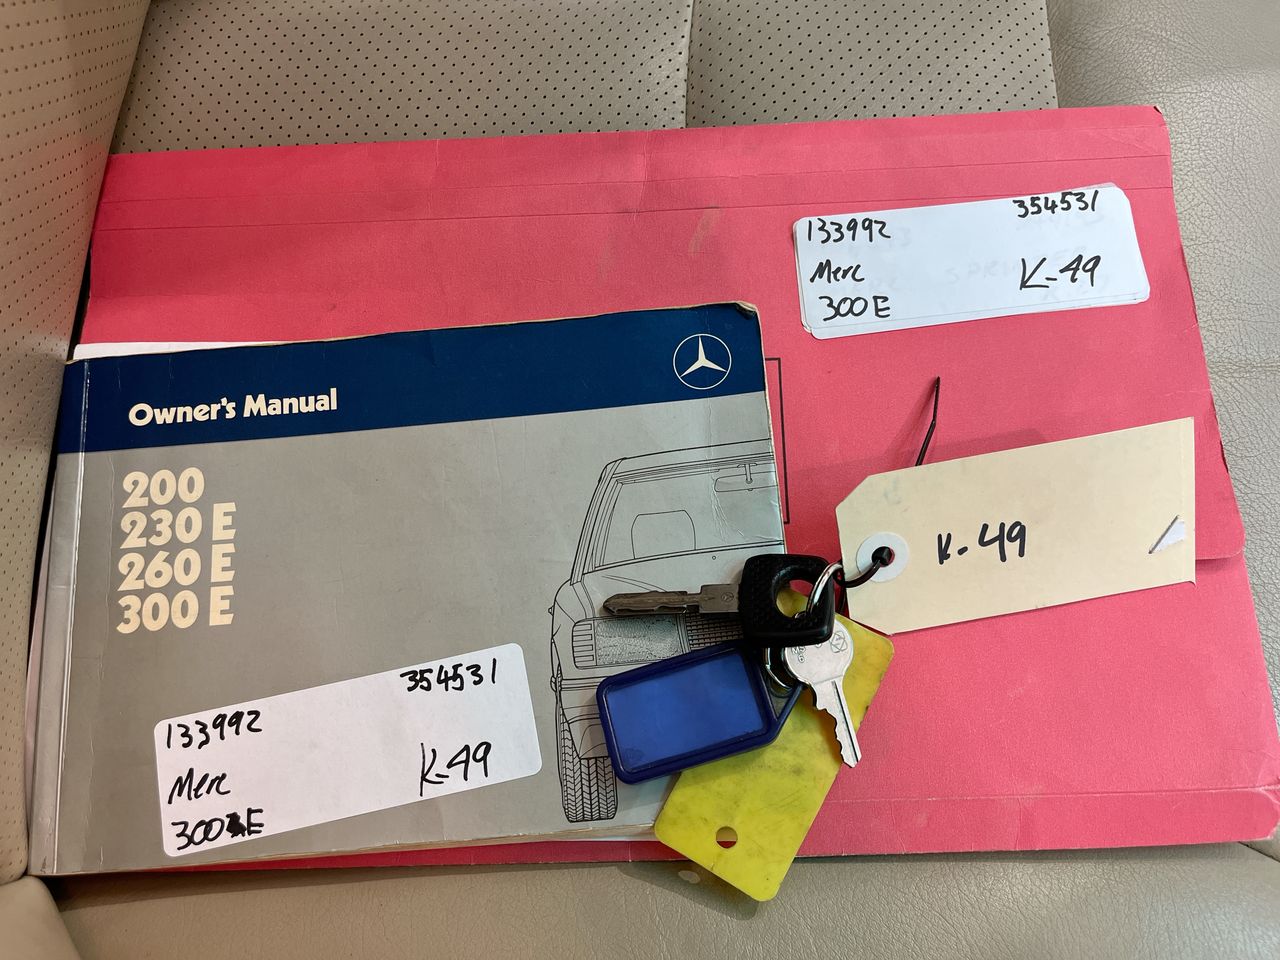 133992
354531
Merc
K-49
300E
Owner's Manual
200
230 E
260 E
300 E
K-49
354531
133992
Merc
K-49
300E